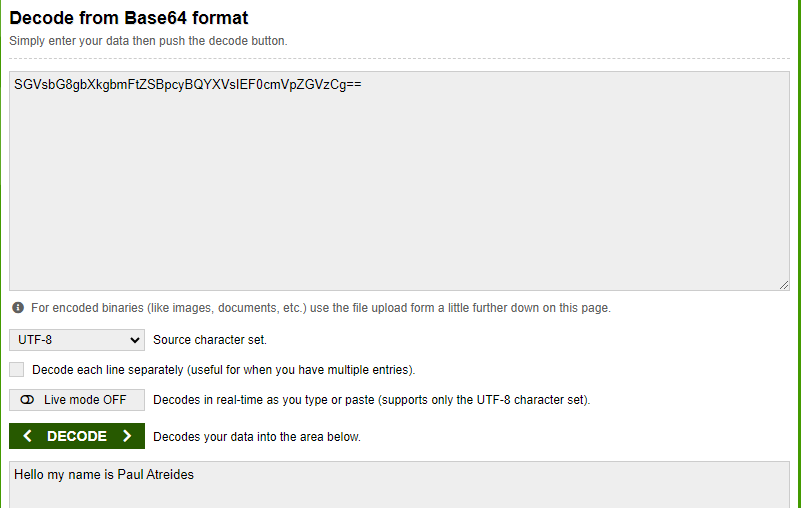 Decode from Base64 format
Simply enter your data then push the decode button.
SGVsbG8gbXkgbmFtZSBpcyBQYXVsIEF0cmVpZGVzCg==
For encoded binaries (like images, documents, etc.) use the file upload form a little further down on this page.
UTF-8 Source character set.
Decode each line separately (useful for when you have multiple entries).
Live mode OFF Decodes in real-time as you type or paste (supports only the UTF-8 character set).
< DECODE > Decodes your data into the area below.
Hello my name is Paul Atreides